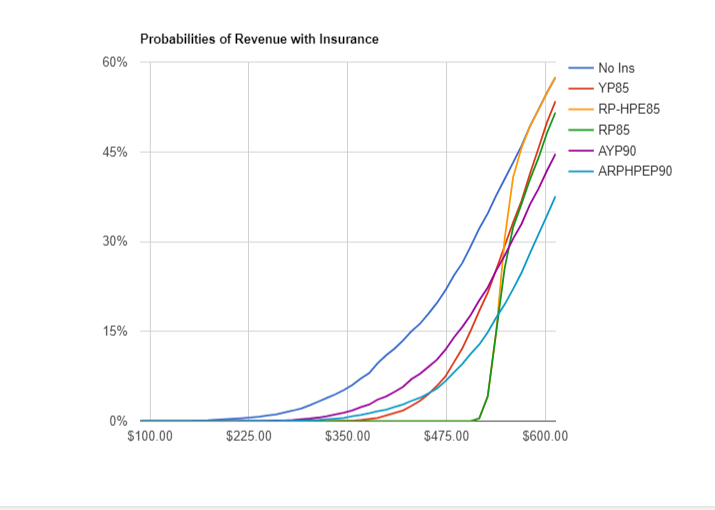 Probabilities of Revenue with Insurance
60%
45%
30%
15%
0%
$100.00 $225.00 $350.00 $475.00 $600.00
No Ins
YP85
RP-HPE85
RP85
AYP90
ARPHPEP90